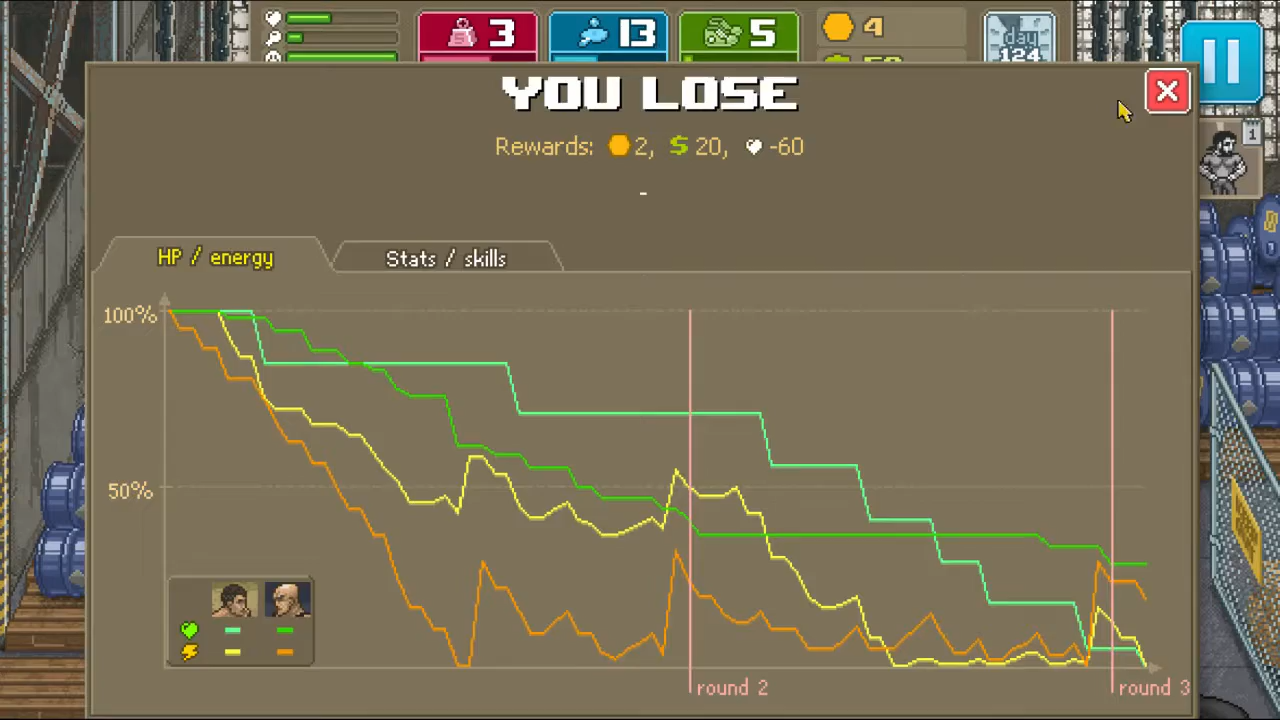 3
13
5
4
day
124
YOU LOSE
Rewards: 2, $ 20, -60
-
1
HP / energy
Stats / skills
100%
50%
round 2
round 3